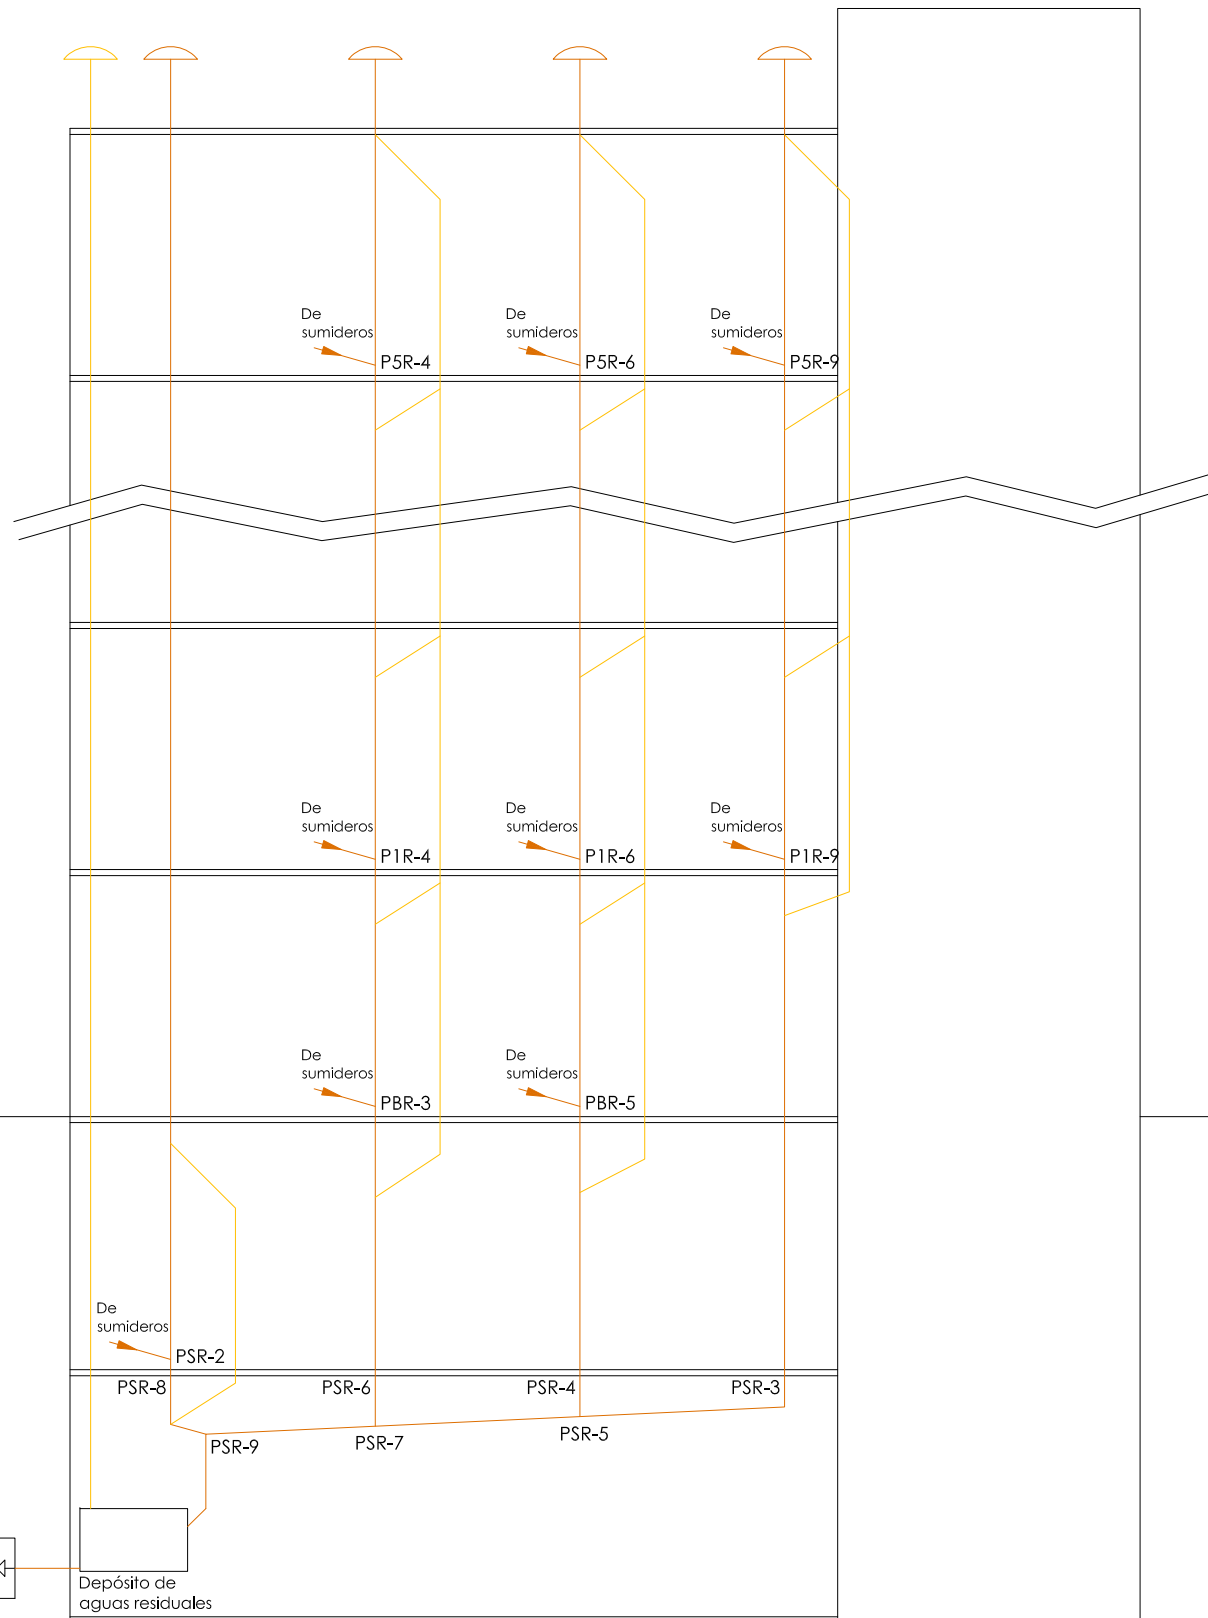 De
sumideros
P5R-4
De
sumideros
P5R-6
De
sumideros
P5R-9
De
sumideros
P1R-4
De
sumideros
P1R-6
De
sumideros
P1R-9
De
sumideros
PBR-3
De
sumideros
PBR-5
De
sumideros
PSR-2
PSR-8
PSR-6
PSR-4
PSR-3
PSR-9
PSR-7
PSR-5
Depósito de
aguas residuales